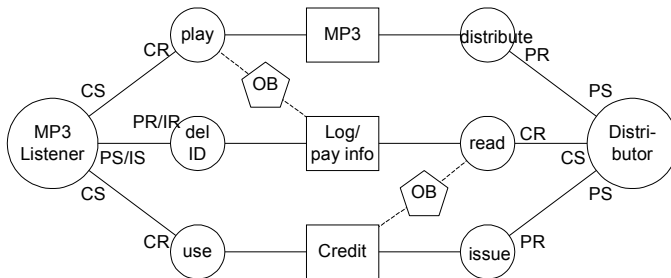 play
MP3
distribute
CR
PR
OB
CS
PS
MP3
Listener
PR/IR
del
ID
Log/
pay info
read
CR
Distri-
butor
PS/IS
CS
CS
OB
PS
CR
use
Credit
issue
PR